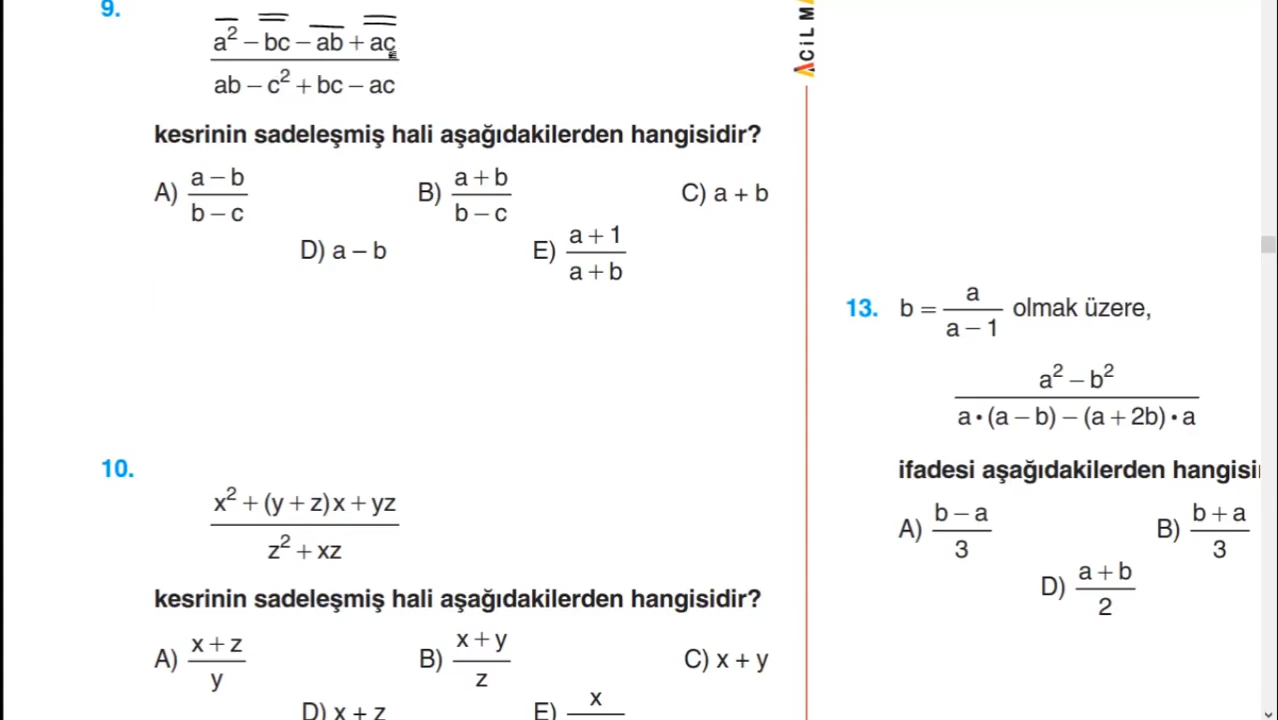 9.
a² – bc – ab + ac
ab – c² + bc – ac
kesrinin sadeleşmiş hali aşağıdakilerden hangisidir?
A) a – b / b – c
B) a + b / b – c
C) a + b
D) a – b
E) a + 1 / a + b
10.
x² + (y + z)x + yz
z² + xz
kesrinin sadeleşmiş hali aşağıdakilerden hangisidir?
A) x + z / y
B) x + y / z
C) x + y
D) x + z
E) x
ACİL M
13. b = a / a – 1 olmak üzere,
a² – b²
a • (a – b) – (a + 2b) • a
ifadesi aşağıdakilerden
A) b – a / 3
B) b + a / 3
D) a + b / 2